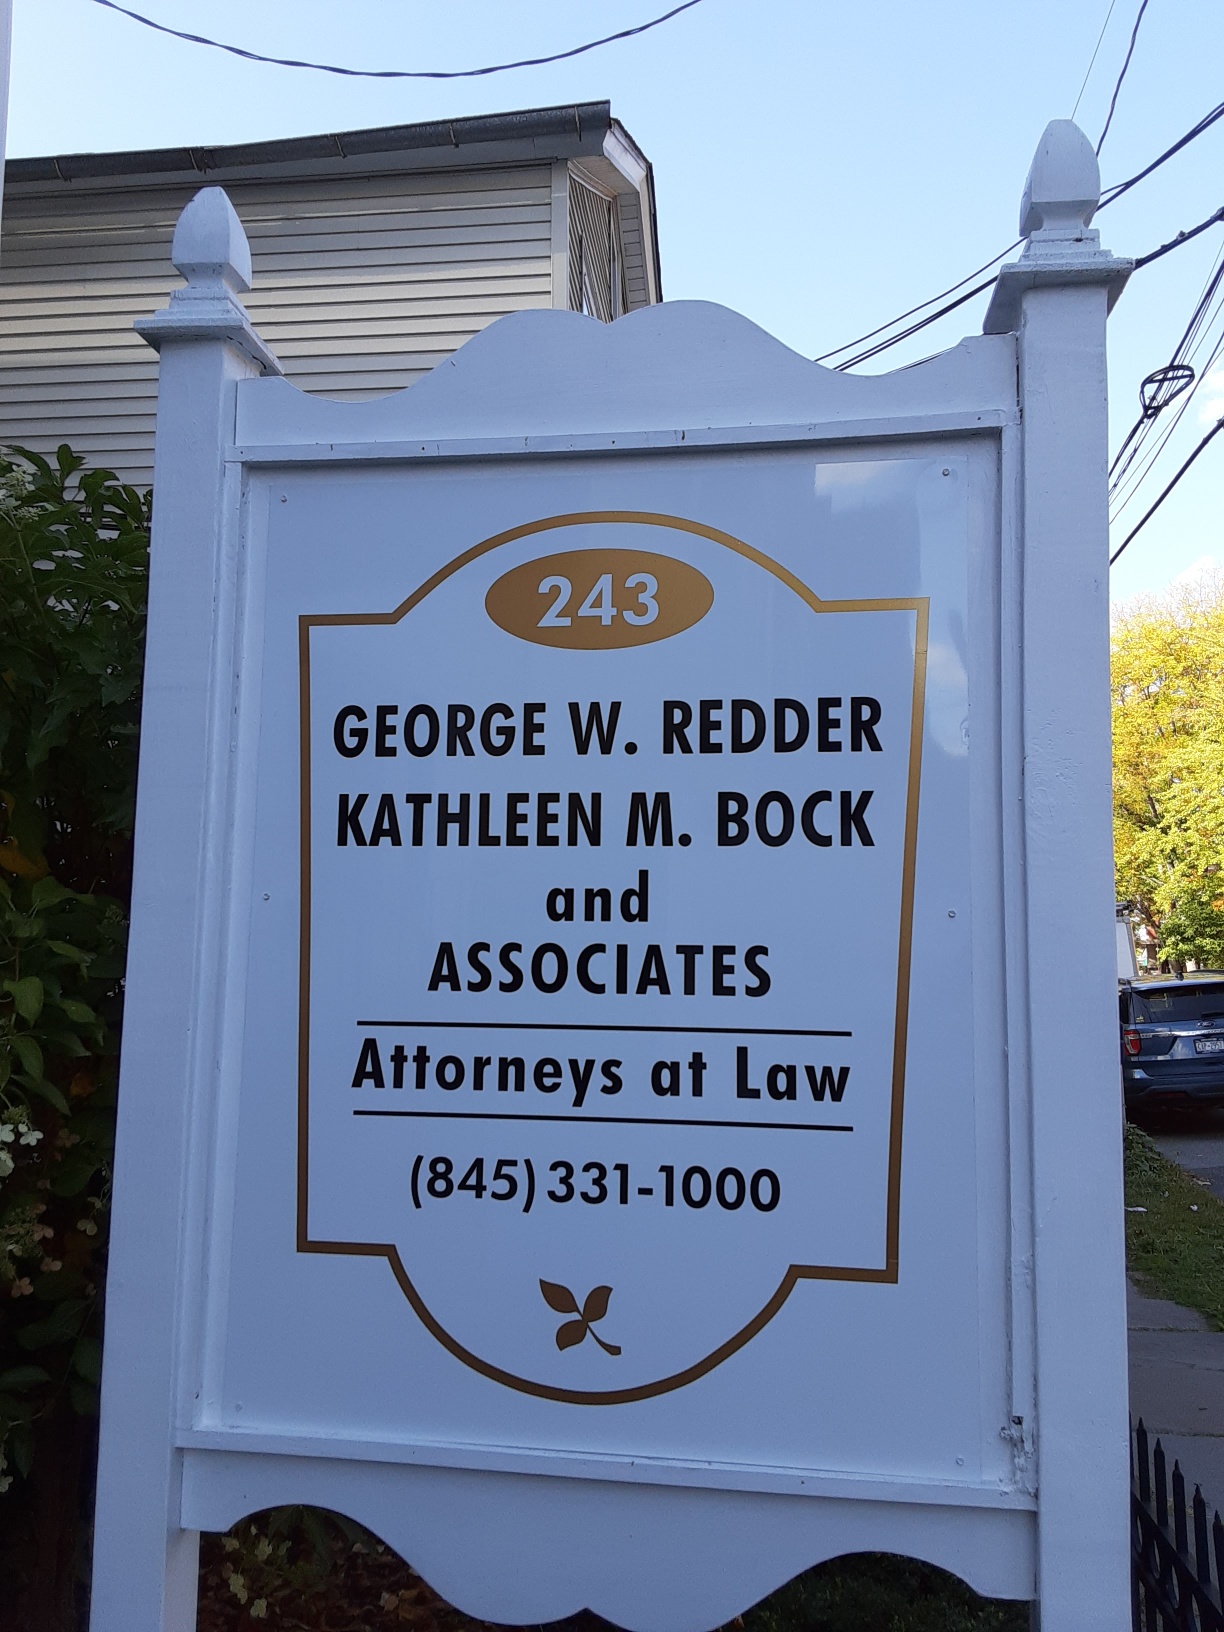 243
GEORGE W. REDDER
KATHLEEN M. BOCK
and
ASSOCIATES
Attorneys at Law
(845) 331-1000